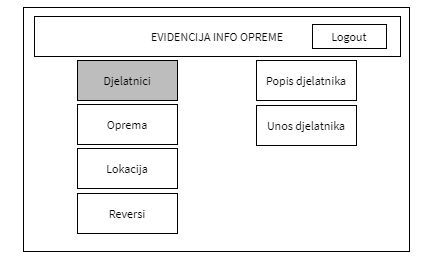 EVIDENCIJA INFO OPREME
Logout
Djelatnici
Popis djelatnika
Oprema
Unos djelatnika
Lokacija
Reversi